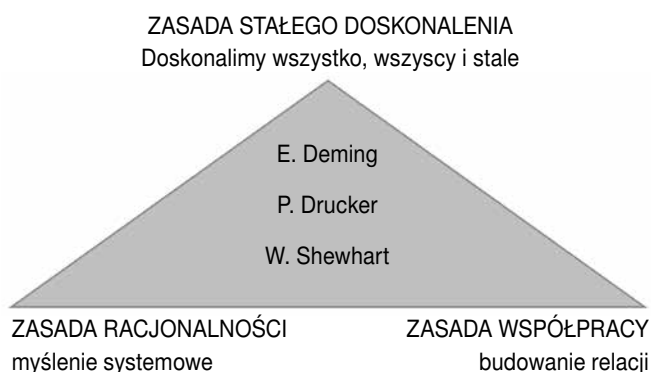 ZASADA STAŁEGO DOSKONALENIA
Doskonalimy wszystko, wszyscy i stale
E. Deming
P. Drucker
W. Shewhart
ZASADA RACJONALNOŚCI
myślenie systemowe
ZASADA WSPÓŁPRACY
budowanie relacji